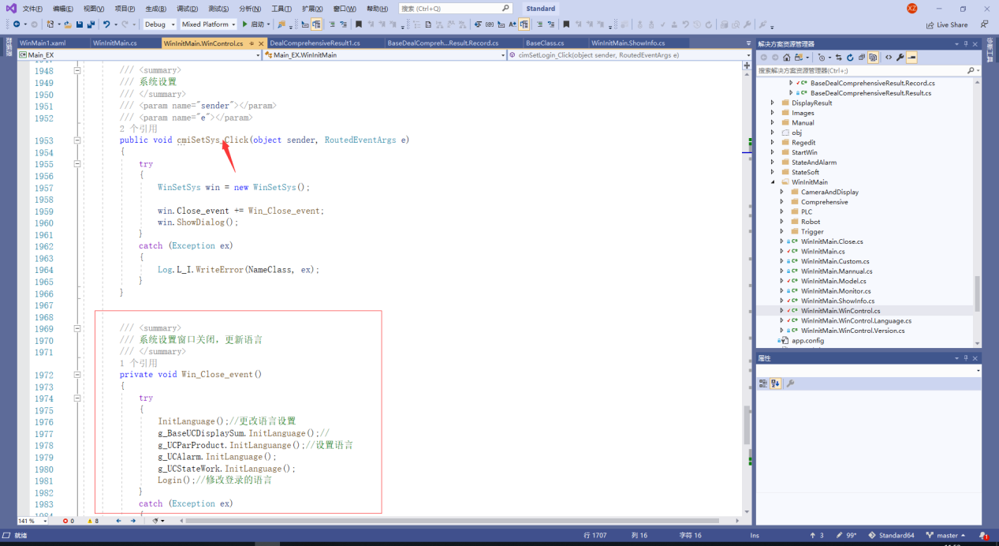 文件(F) 编辑(E) 视图(V) 项目(P) 生成(B) 调试(D) 测试(S) 分析(N) 工具(T) 扩展(X) 窗口(W) 帮助(H) 搜索 (Ctrl+Q) Standard XZ
Debug Mixed Platform 启动 Live Share
WinMain1.xaml WinInitMain.cs WinInitMain.WinControl.cs DealComprehensiveResult1.cs BaseDealCompreh...Result.Record.cs BaseClass.cs WinInitMain.ShowInfo.cs
Main_EX Main_EX.WinInitMain cimSetLogin_Click(object sender, RoutedEventArgs e)
1948 /// <summary>
1949 /// 系统设置
1950 /// </summary>
1951 /// <param name="sender"></param>
1952 /// <param name="e"></param>
2 个引用
1953 public void cmiSetSys_Click(object sender, RoutedEventArgs e)
1954 {
1955 try
1956 {
1957 WinSetSys win = new WinSetSys();
1958
1959 win.Close_event += Win_Close_event;
1960 win.ShowDialog();
1961 }
1962 catch (Exception ex)
1963 {
1964 Log.L_I.WriteError(NameClass, ex);
1965 }
1966 }
1967
1968
1969 /// <summary>
1970 /// 系统设置窗口关闭，更新语言
1971 /// </summary>
1 个引用
1972 private void Win_Close_event()
1973 {
1974 try
1975 {
1976 InitLanguage();//更改语言设置
1977 g_BaseUCDisplaySum.InitLanguage();//
1978 g_UCParProduct.InitLanguange();//设置语言
1979 g_UCAlarm.InitLanguage();
1980 g_UCStateWork.InitLanguage();
1981 Login();//修改登录的语言
1982 }
1983 catch (Exception ex)
141 % 0 8
解决方案资源管理器
搜索解决方案资源管理器(Ctrl+;)
BaseDealComprehensiveResult.Record.cs
BaseDealComprehensiveResult.Result.cs
DisplayResult
Images
Manual
obj
Regedit
StartWin
StateAndAlarm
StateSoft
WinInitMain
CameraAndDisplay
Comprehensive
PLC
Robot
Trigger
WinInitMain.Close.cs
WinInitMain.cs
WinInitMain.Custom.cs
WinInitMain.Mannual.cs
WinInitMain.Model.cs
WinInitMain.Monitor.cs
WinInitMain.ShowInfo.cs
WinInitMain.WinControl.cs
WinInitMain.WinControl.Language.cs
WinInitMain.WinControl.Version.cs
app.config
属性
就绪 行 1707 列 16 字符 16 Ins 3 99* Standard64 master 1